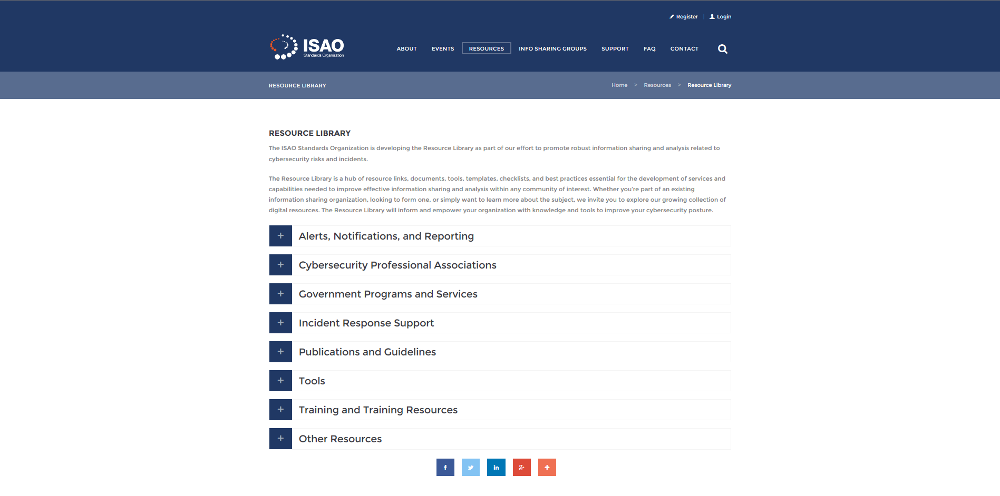 Register | Login
ISAO
Standards Organization
ABOUT EVENTS RESOURCES INFO SHARING GROUPS SUPPORT FAQ CONTACT
RESOURCE LIBRARY
Home > Resources > Resource Library
RESOURCE LIBRARY
The ISAO Standards Organization is developing the Resource Library as part of our effort to promote robust information sharing and analysis related to
cybersecurity risks and incidents.
The Resource Library is a hub of resource links, documents, tools, templates, checklists, and best practices essential for the development of services and
capabilities needed to improve effective information sharing and analysis within any community of interest. Whether you're part of an existing
information sharing organization, looking to form one, or simply want to learn more about the subject, we invite you to explore our growing collection of
digital resources. The Resource Library will inform and empower your organization with knowledge and tools to improve your cybersecurity posture.
+ Alerts, Notifications, and Reporting
+ Cybersecurity Professional Associations
+ Government Programs and Services
+ Incident Response Support
+ Publications and Guidelines
+ Tools
+ Training and Training Resources
+ Other Resources